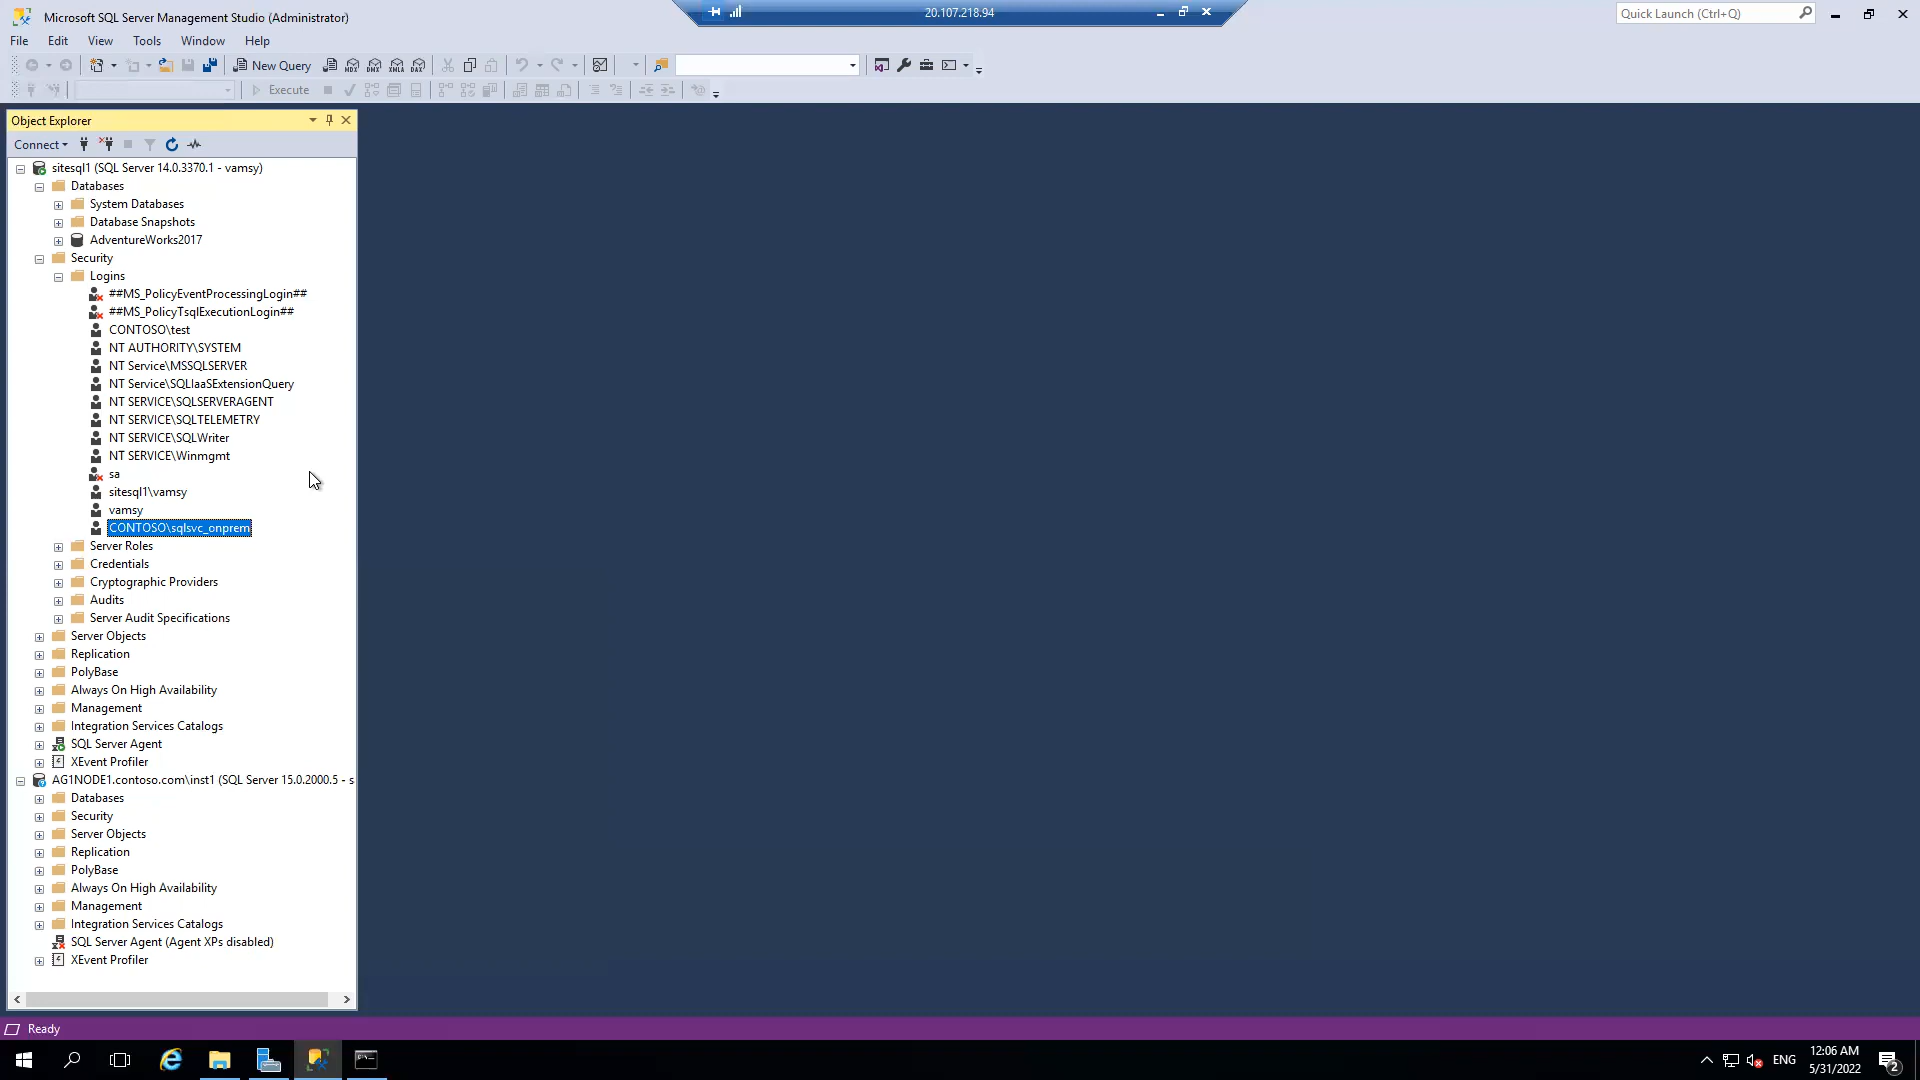 Microsoft SQL Server Management Studio (Administrator)
20.107.218.94
Quick Launch (Ctrl+Q)
File Edit View Tools Window Help
New Query
MDX DMX XMLA DAX
Execute
Object Explorer
Connect
sitesql1 (SQL Server 14.0.3370.1 - vamsy)
Databases
System Databases
Database Snapshots
AdventureWorks2017
Security
Logins
##MS_PolicyEventProcessingLogin##
##MS_PolicyTsqlExecutionLogin##
CONTOSO\test
NT AUTHORITY\SYSTEM
NT Service\MSSQLSERVER
NT Service\SQLIaaSExtensionQuery
NT SERVICE\SQLSERVERAGENT
NT SERVICE\SQLTELEMETRY
NT SERVICE\SQLWriter
NT SERVICE\Winmgmt
sa
sitesql1\vamsy
vamsy
CONTOSO\sqlsvc_onprem
Server Roles
Credentials
Cryptographic Providers
Audits
Server Audit Specifications
Server Objects
Replication
PolyBase
Always On High Availability
Management
Integration Services Catalogs
SQL Server Agent
XEvent Profiler
AG1NODE1.contoso.com\inst1 (SQL Server 15.0.2000.5 - s
Databases
Security
Server Objects
Replication
PolyBase
Always On High Availability
Management
Integration Services Catalogs
SQL Server Agent (Agent XPs disabled)
XEvent Profiler
Ready
ENG
12:06 AM
5/31/2022
2